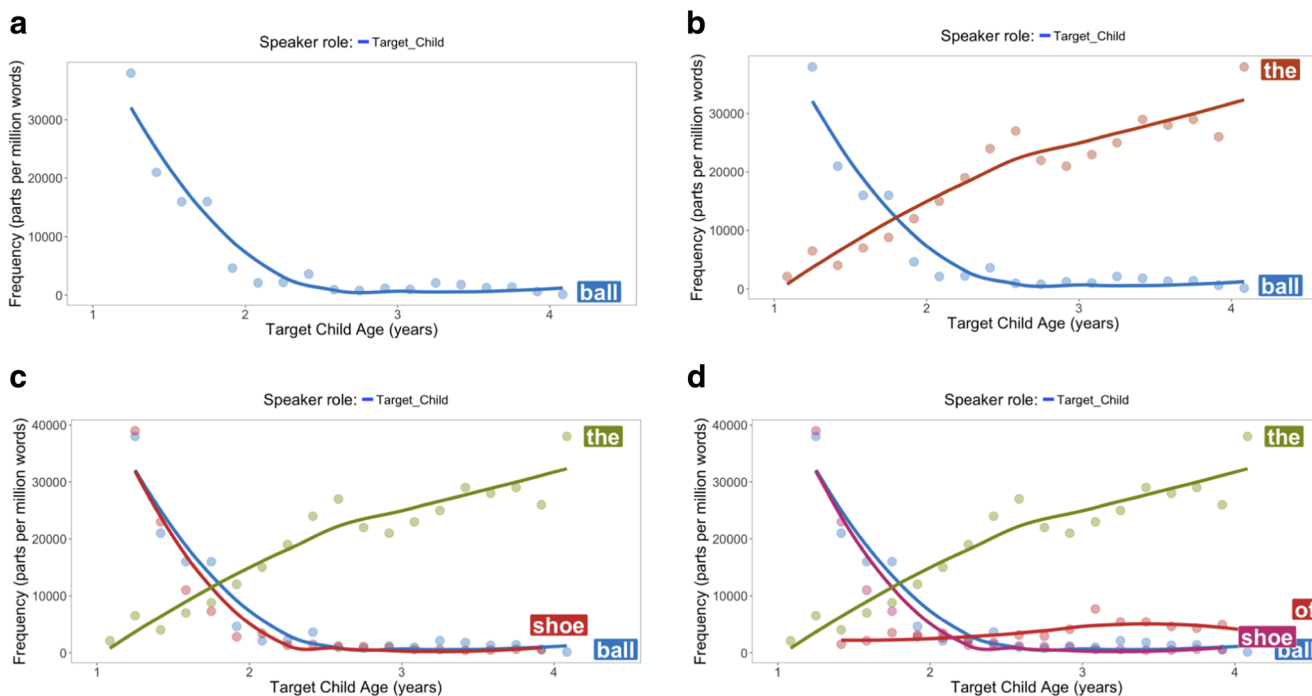 a
Speaker role: Target_Child
Frequency (parts per million words)
30000
20000
10000
0
ball
1 2 3 4
Target Child Age (years)
b
Speaker role: Target_Child
Frequency (parts per million words)
the
30000
20000
10000
0
ball
1 2 3 4
Target Child Age (years)
c
Speaker role: Target_Child
Frequency (parts per million words)
40000
the
30000
20000
10000
shoe
0
ball
1 2 3 4
Target Child Age (years)
d
Speaker role: Target_Child
Frequency (parts per million words)
40000
the
30000
20000
10000
of
shoe
0
ball
1 2 3 4
Target Child Age (years)